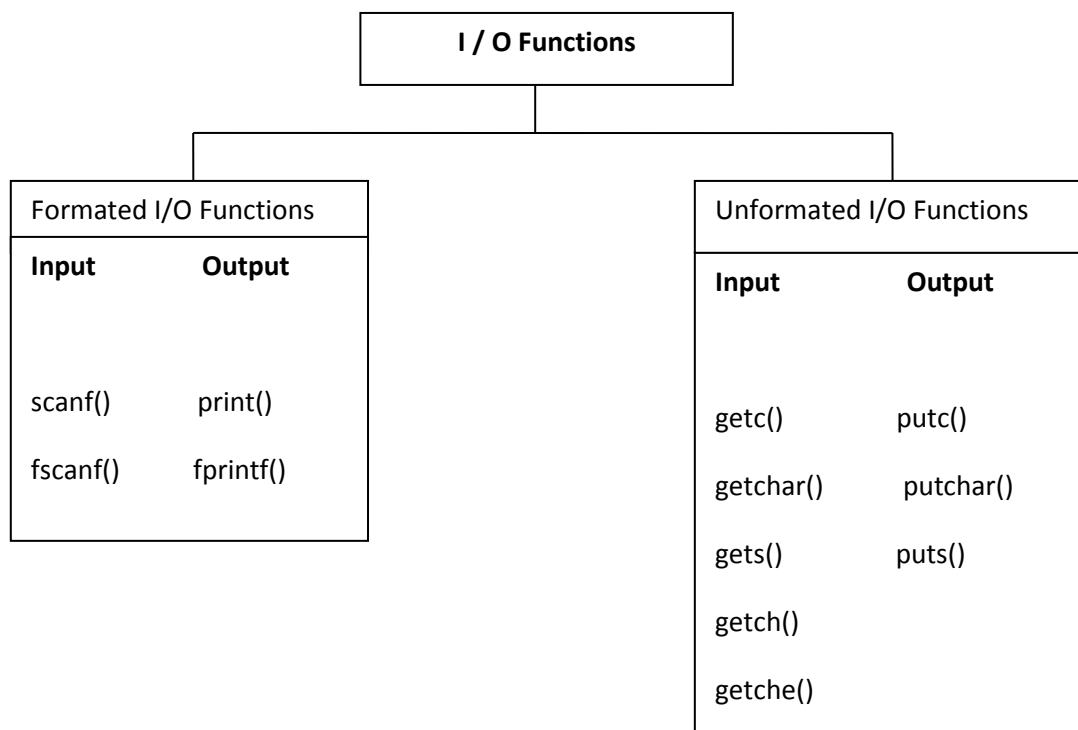 I / O Functions
Formated I/O Functions
Input Output
scanf() print()
fscanf() fprintf()
Unformated I/O Functions
Input Output
getc() putc()
getchar() putchar()
gets() puts()
getch()
getche()